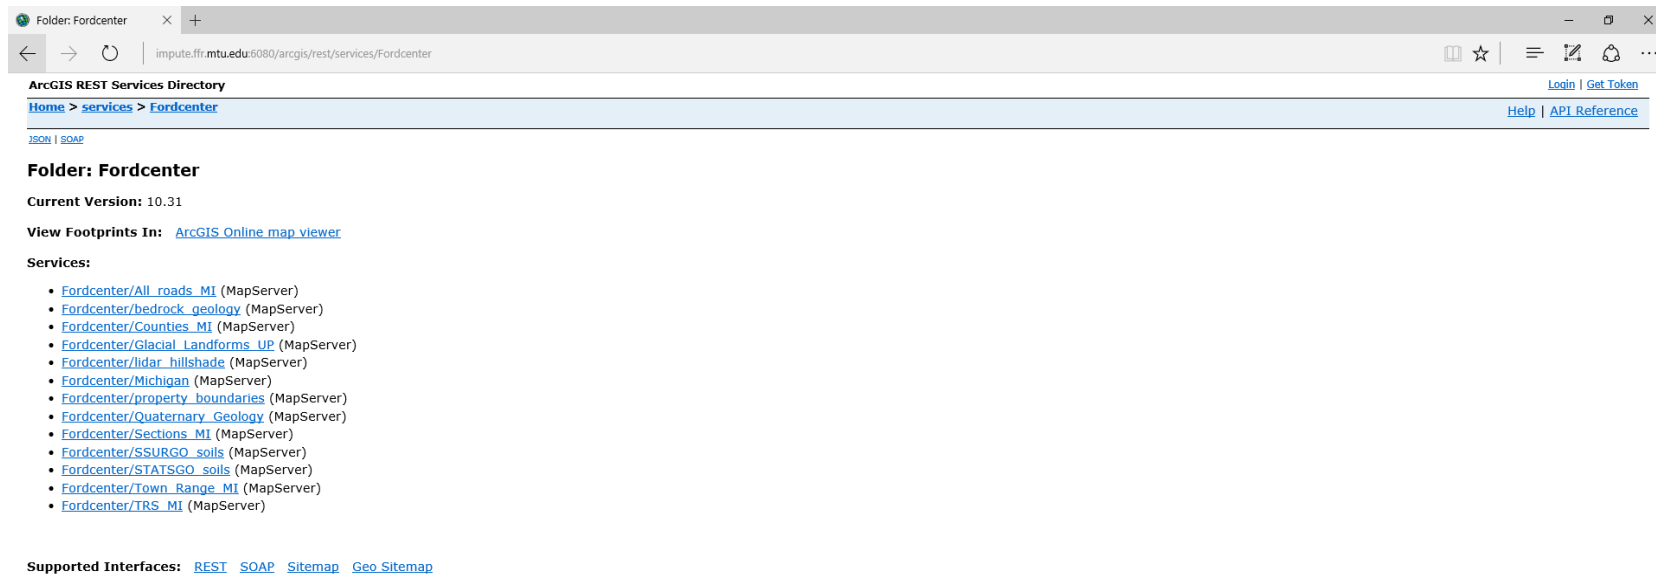 Folder: Fordcenter
impute.ffr.mtu.edu:6080/arcgis/rest/services/Fordcenter
ArcGIS REST Services Directory
Login | Get Token
Home > services > Fordcenter
Help | API Reference
JSON | SOAP
Folder: Fordcenter
Current Version: 10.31
View Footprints In: ArcGIS Online map viewer
Services:
• Fordcenter/All_roads_MI (MapServer)
• Fordcenter/bedrock_geology (MapServer)
• Fordcenter/Counties_MI (MapServer)
• Fordcenter/Glacial_Landforms_UP (MapServer)
• Fordcenter/lidar_hillshade (MapServer)
• Fordcenter/Michigan (MapServer)
• Fordcenter/property_boundaries (MapServer)
• Fordcenter/Quaternary_Geology (MapServer)
• Fordcenter/Sections_MI (MapServer)
• Fordcenter/SSURGO_soils (MapServer)
• Fordcenter/STATSGO_soils (MapServer)
• Fordcenter/Town_Range_MI (MapServer)
• Fordcenter/TRS_MI (MapServer)
Supported Interfaces: REST SOAP Sitemap Geo Sitemap